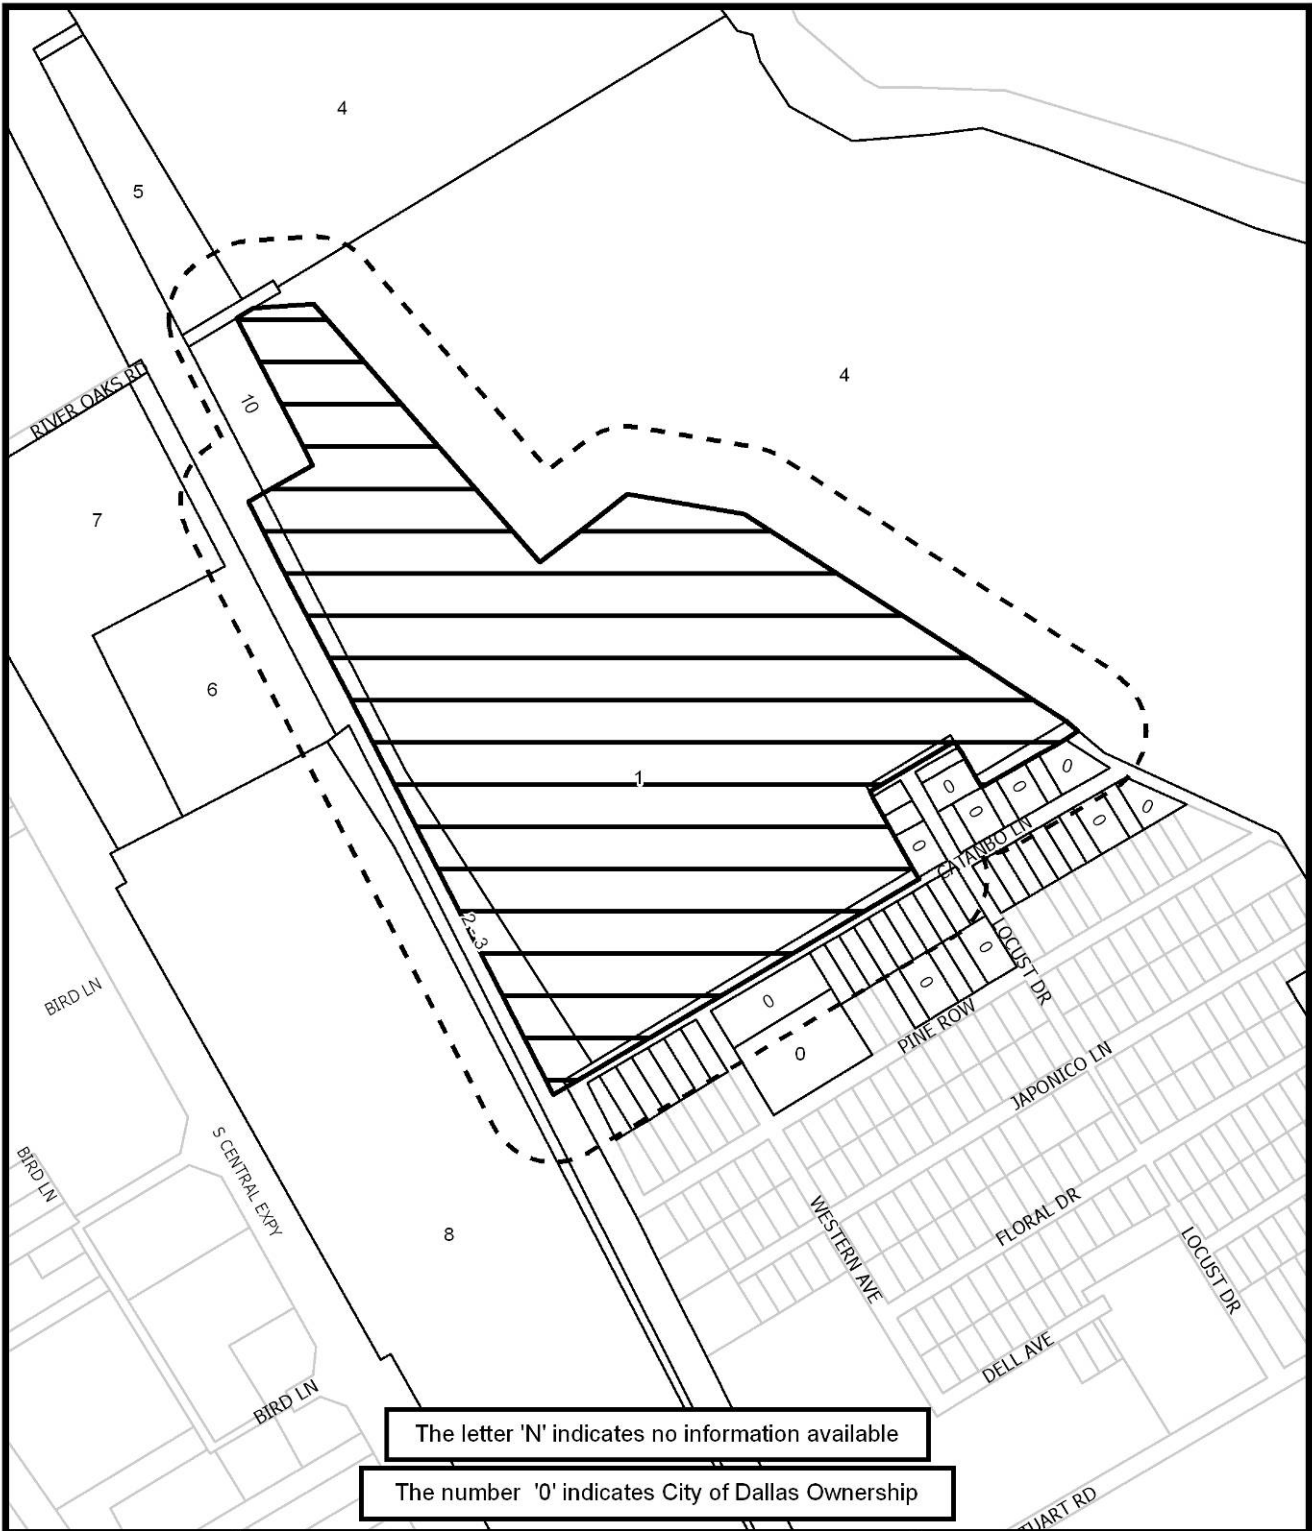 4
5
4
RIVER OAKS RD
10
7
6
1
0
0
0
0
0
0
0
CATANBO LN
2
3
LOCUST DR
0
0
0
0
PINE ROW
BIRD LN
JAPONICO LN
S CENTRAL EXPY
BIRD LN
WESTERN AVE
FLORAL DR
8
LOCUST DR
DELL AVE
BIRD LN
The letter 'N' indicates no information available
The number '0' indicates City of Dallas Ownership
TUART RD